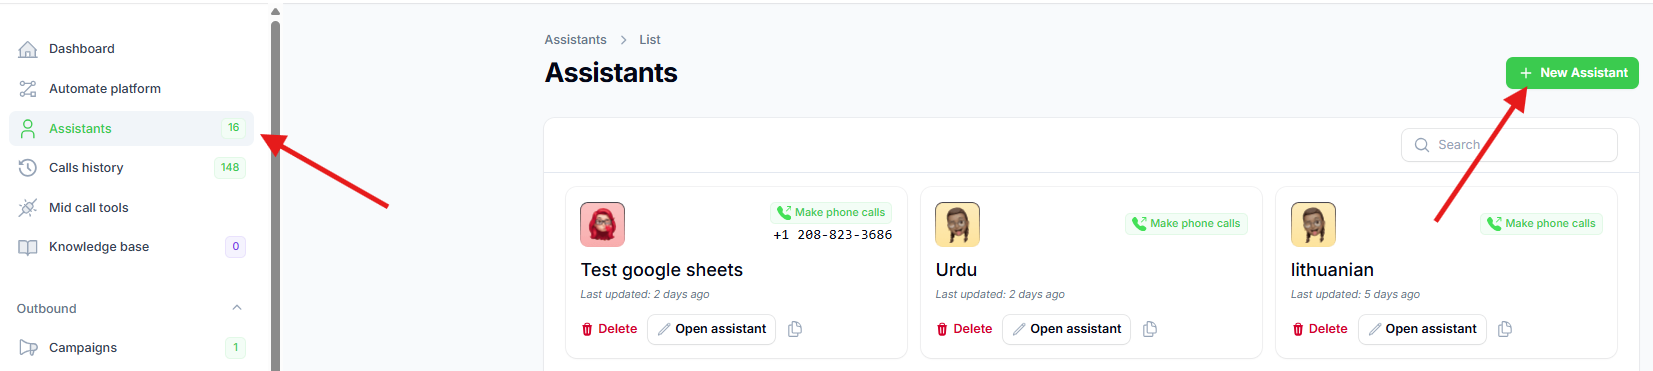 Dashboard
Automate platform
Assistants 16
Calls history 148
Mid call tools
Knowledge base 0
Outbound
Campaigns 1
Assistants > List
Assistants
+ New Assistant
Search
Make phone calls
+1 208-823-3686
Test google sheets
Last updated: 2 days ago
Delete Open assistant
Make phone calls
Urdu
Last updated: 2 days ago
Delete Open assistant
Make phone calls
lithuanian
Last updated: 5 days ago
Delete Open assistant